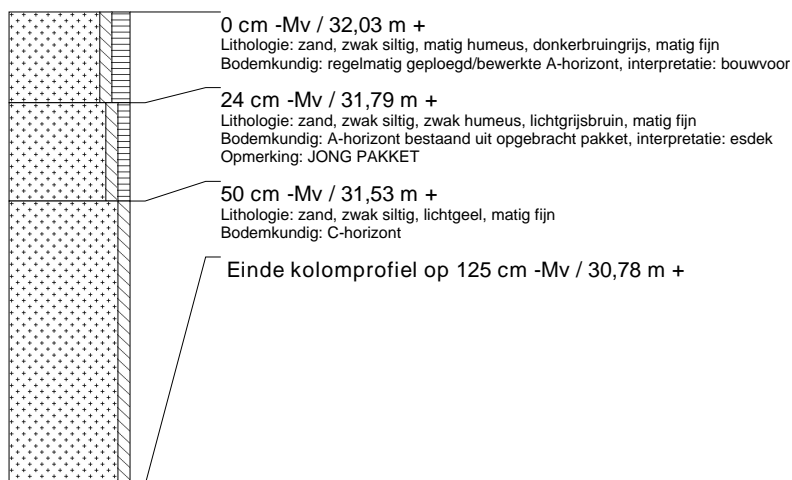 0 cm -Mv / 32,03 m +
Lithologie: zand, zwak siltig, matig humeus, donkerbruingrijs, matig fijn
Bodemkundig: regelmatig geploegd/bewerkte A-horizont, interpretatie: bouwvoor
24 cm -Mv / 31,79 m +
Lithologie: zand, zwak siltig, zwak humeus, lichtgrijsbruin, matig fijn
Bodemkundig: A-horizont bestaand uit opgebracht pakket, interpretatie: esdek
Opmerking: JONG PAKKET
50 cm -Mv / 31,53 m +
Lithologie: zand, zwak siltig, lichtgeel, matig fijn
Bodemkundig: C-horizont
Einde kolomprofiel op 125 cm -Mv / 30,78 m +